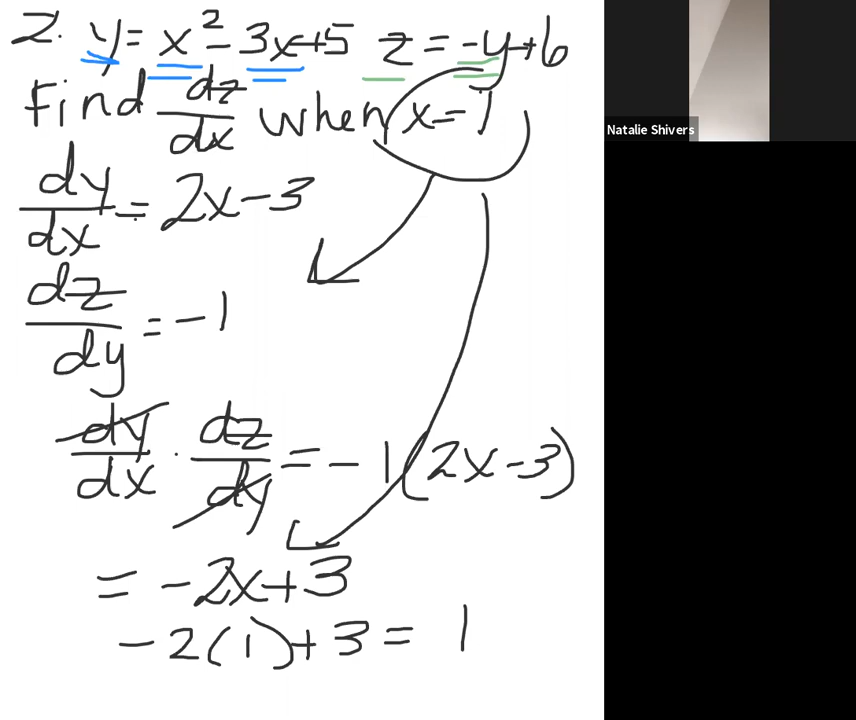 2. y = x² - 3x + 5 z = -y + 6
Find dz/dx when x = 1
dy/dx = 2x - 3
dz/dy = -1
dy/dx · dz/dy = -1(2x - 3)
= -2x + 3
-2(1) + 3 = 1
Natalie Shivers